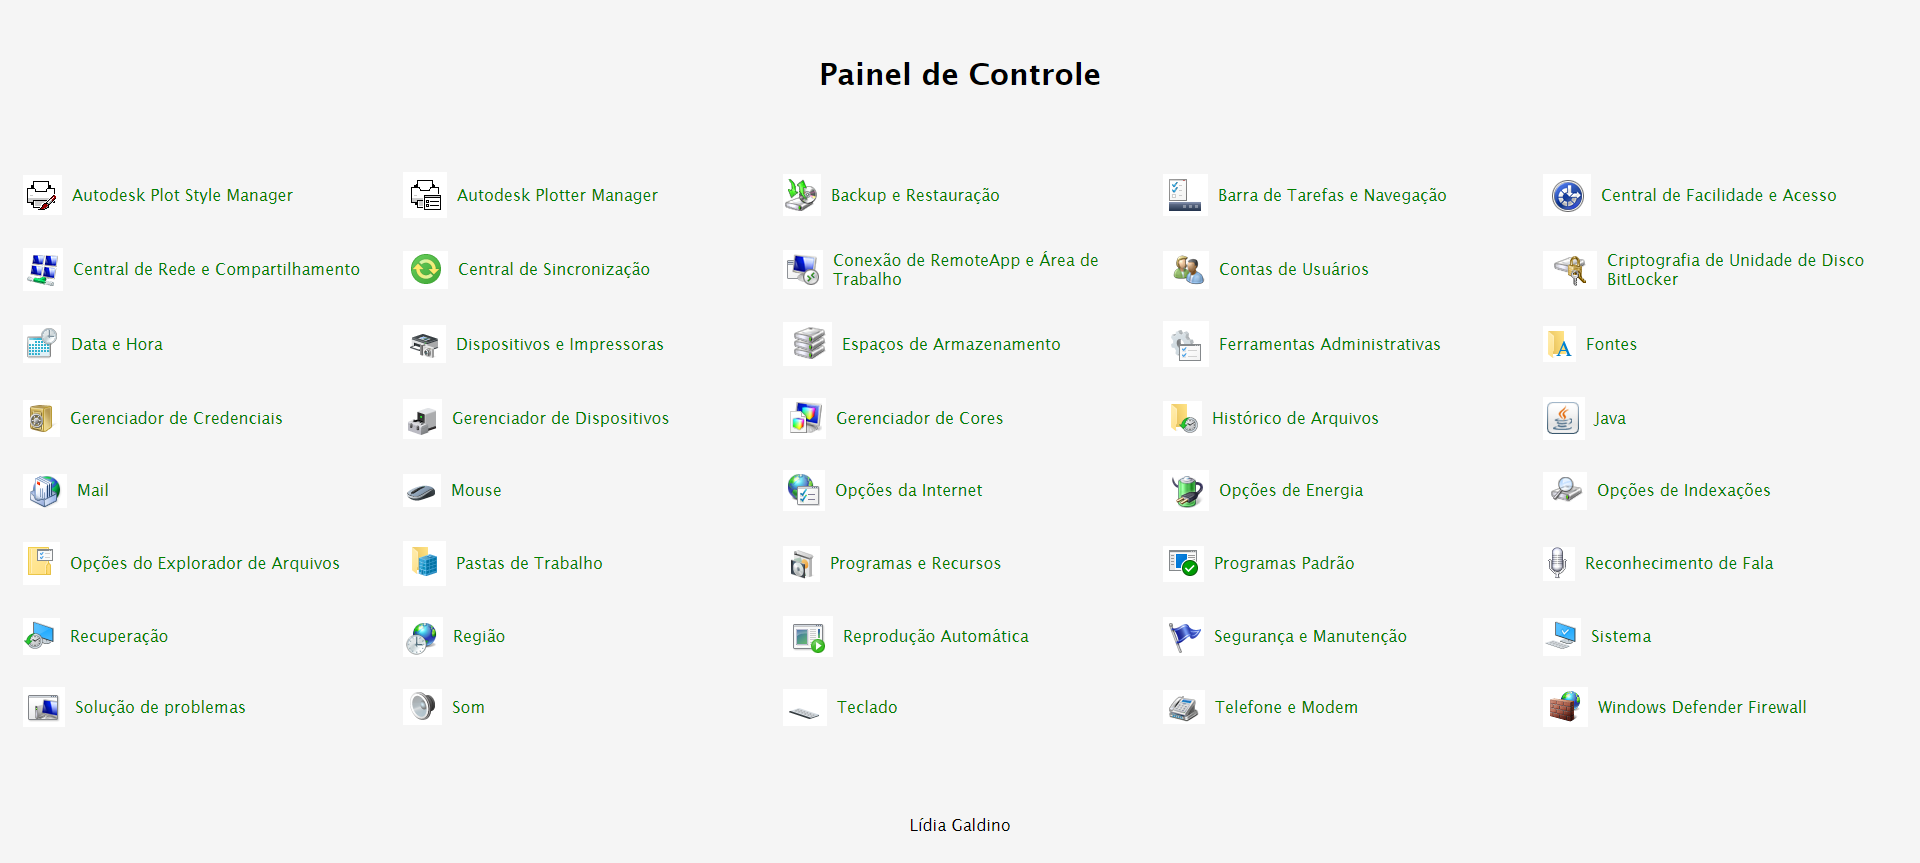 Painel de Controle
Autodesk Plot Style Manager
Autodesk Plotter Manager
Backup e Restauração
Barra de Tarefas e Navegação
Central de Facilidade e Acesso
Central de Rede e Compartilhamento
Central de Sincronização
Conexão de RemoteApp e Área de
Trabalho
Contas de Usuários
Criptografia de Unidade de Disco
BitLocker
Data e Hora
Dispositivos e Impressoras
Espaços de Armazenamento
Ferramentas Administrativas
Fontes
Gerenciador de Credenciais
Gerenciador de Dispositivos
Gerenciador de Cores
Histórico de Arquivos
Java
Mail
Mouse
Opções da Internet
Opções de Energia
Opções de Indexações
Opções do Explorador de Arquivos
Pastas de Trabalho
Programas e Recursos
Programas Padrão
Reconhecimento de Fala
Recuperação
Região
Reprodução Automática
Segurança e Manutenção
Sistema
Solução de problemas
Som
Teclado
Telefone e Modem
Windows Defender Firewall
Lídia Galdino